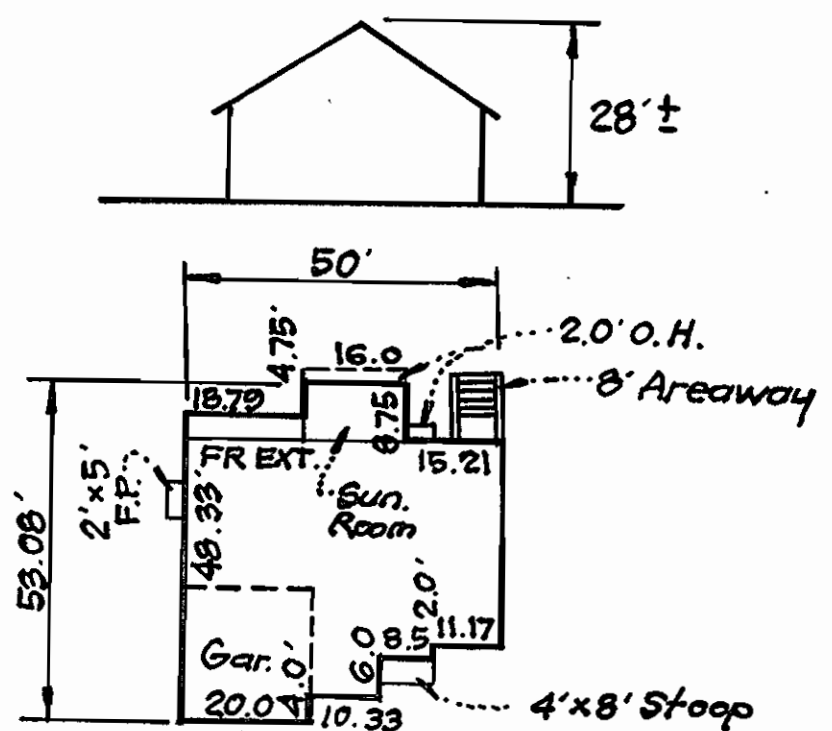 28' ±
50'
4.75'
16.0
2.0' O.H.
8' Areaway
18.79
8.75
15.21
FR EXT.
2'x5'
F.P.
Sun.
Room
48.33'
53.08'
2.0'
11.17
8.5
6.0
Gar.
4.0'
20.0
10.33
4'x8' Stoop